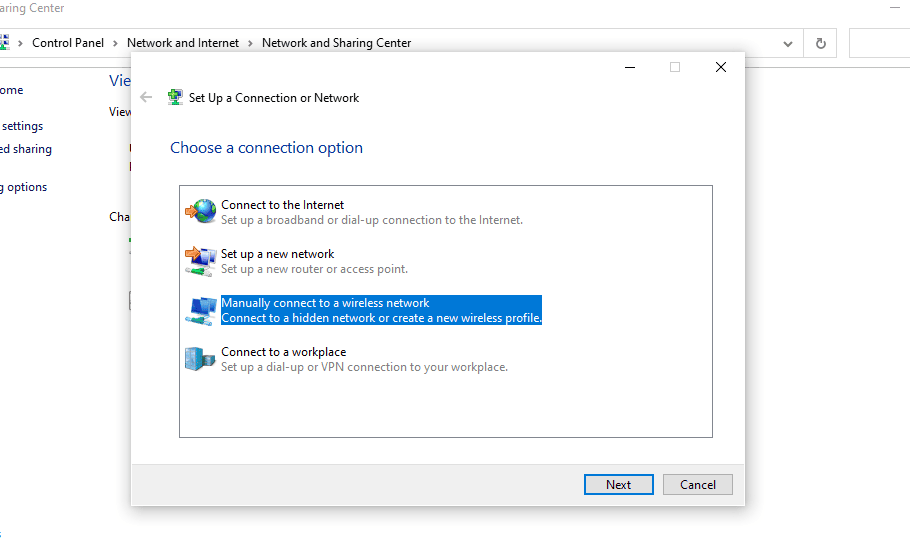 aring Center
Control Panel > Network and Internet > Network and Sharing Center
ome
settings
ed sharing
g options
Vie
View
Cha
Set Up a Connection or Network
Choose a connection option
Connect to the Internet
Set up a broadband or dial-up connection to the Internet.
Set up a new network
Set up a new router or access point.
Manually connect to a wireless network
Connect to a hidden network or create a new wireless profile.
Connect to a workplace
Set up a dial-up or VPN connection to your workplace.
Next
Cancel